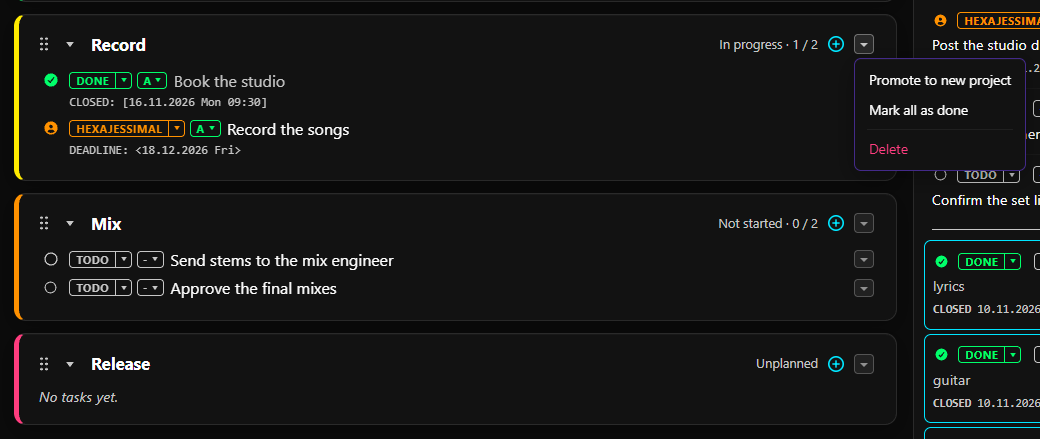 Record
In progress · 1 / 2
DONE A Book the studio
CLOSED: [16.11.2026 Mon 09:30]
HEXAJESSIMAL A Record the songs
DEADLINE: <18.12.2026 Fri>
Promote to new project
Mark all as done
Delete
Mix
Not started · 0 / 2
TODO - Send stems to the mix engineer
TODO - Approve the final mixes
Release
Unplanned
No tasks yet.
Post the studio
TODO
Confirm the set
DONE
lyrics
CLOSED 10.11.2026
DONE
guitar
CLOSED 10.11.2026